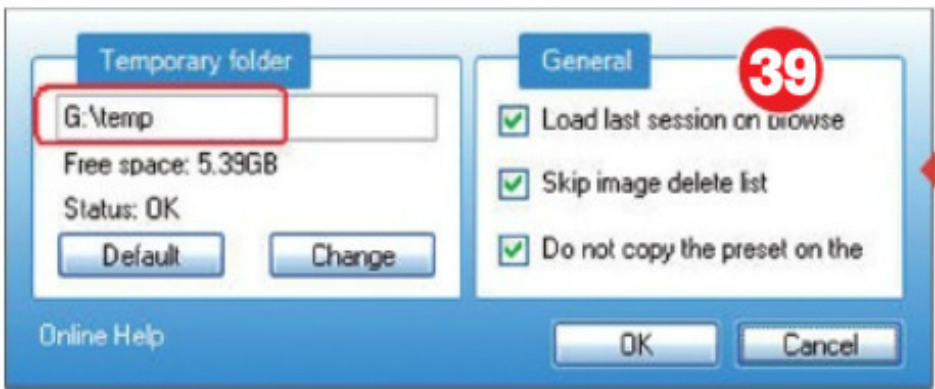 Temporary folder
G:\temp
Free space: 5.39GB
Status: OK
Default
Change
General
39
Load last session on browse
Skip image delete list
Do not copy the preset on the
Online Help
OK
Cancel